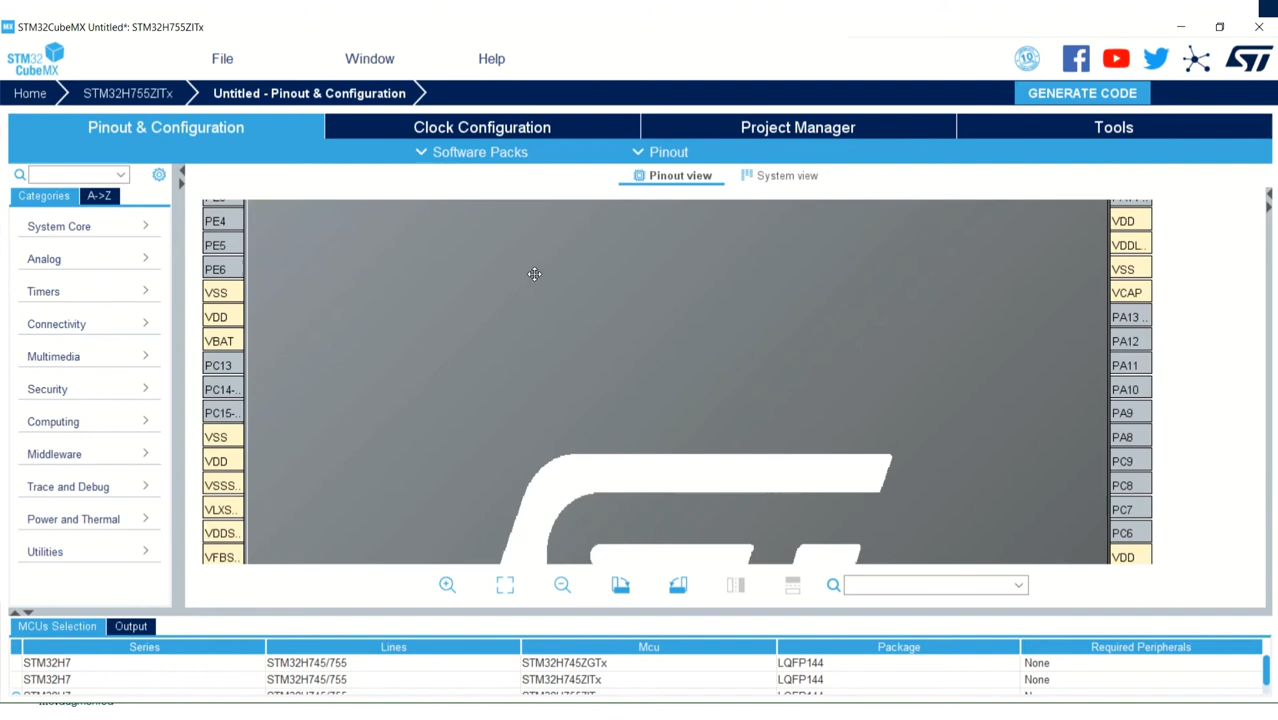 STM32CubeMX Untitled*: STM32H755ZITx
STM32 CubeMX
File Window Help
Home STM32H755ZITx Untitled - Pinout & Configuration GENERATE CODE
Pinout & Configuration Clock Configuration Project Manager Tools
Software Packs Pinout
Pinout view System view
Categories A->Z
System Core
Analog
Timers
Connectivity
Multimedia
Security
Computing
Middleware
Trace and Debug
Power and Thermal
Utilities
PE4
PE5
PE6
VSS
VDD
VBAT
PC13
PC14-..
PC15-..
VSS
VDD
VSSS..
VLXS..
VDDS..
VFBS..
VDD
VDDL..
VSS
VCAP
PA13 ..
PA12
PA11
PA10
PA9
PA8
PC9
PC8
PC7
PC6
VDD
MCUs Selection Output
Series Lines Mcu Package Required Peripherals
STM32H7 STM32H745/755 STM32H745ZGTx LQFP144 None
STM32H7 STM32H745/755 STM32H745ZITx LQFP144 None